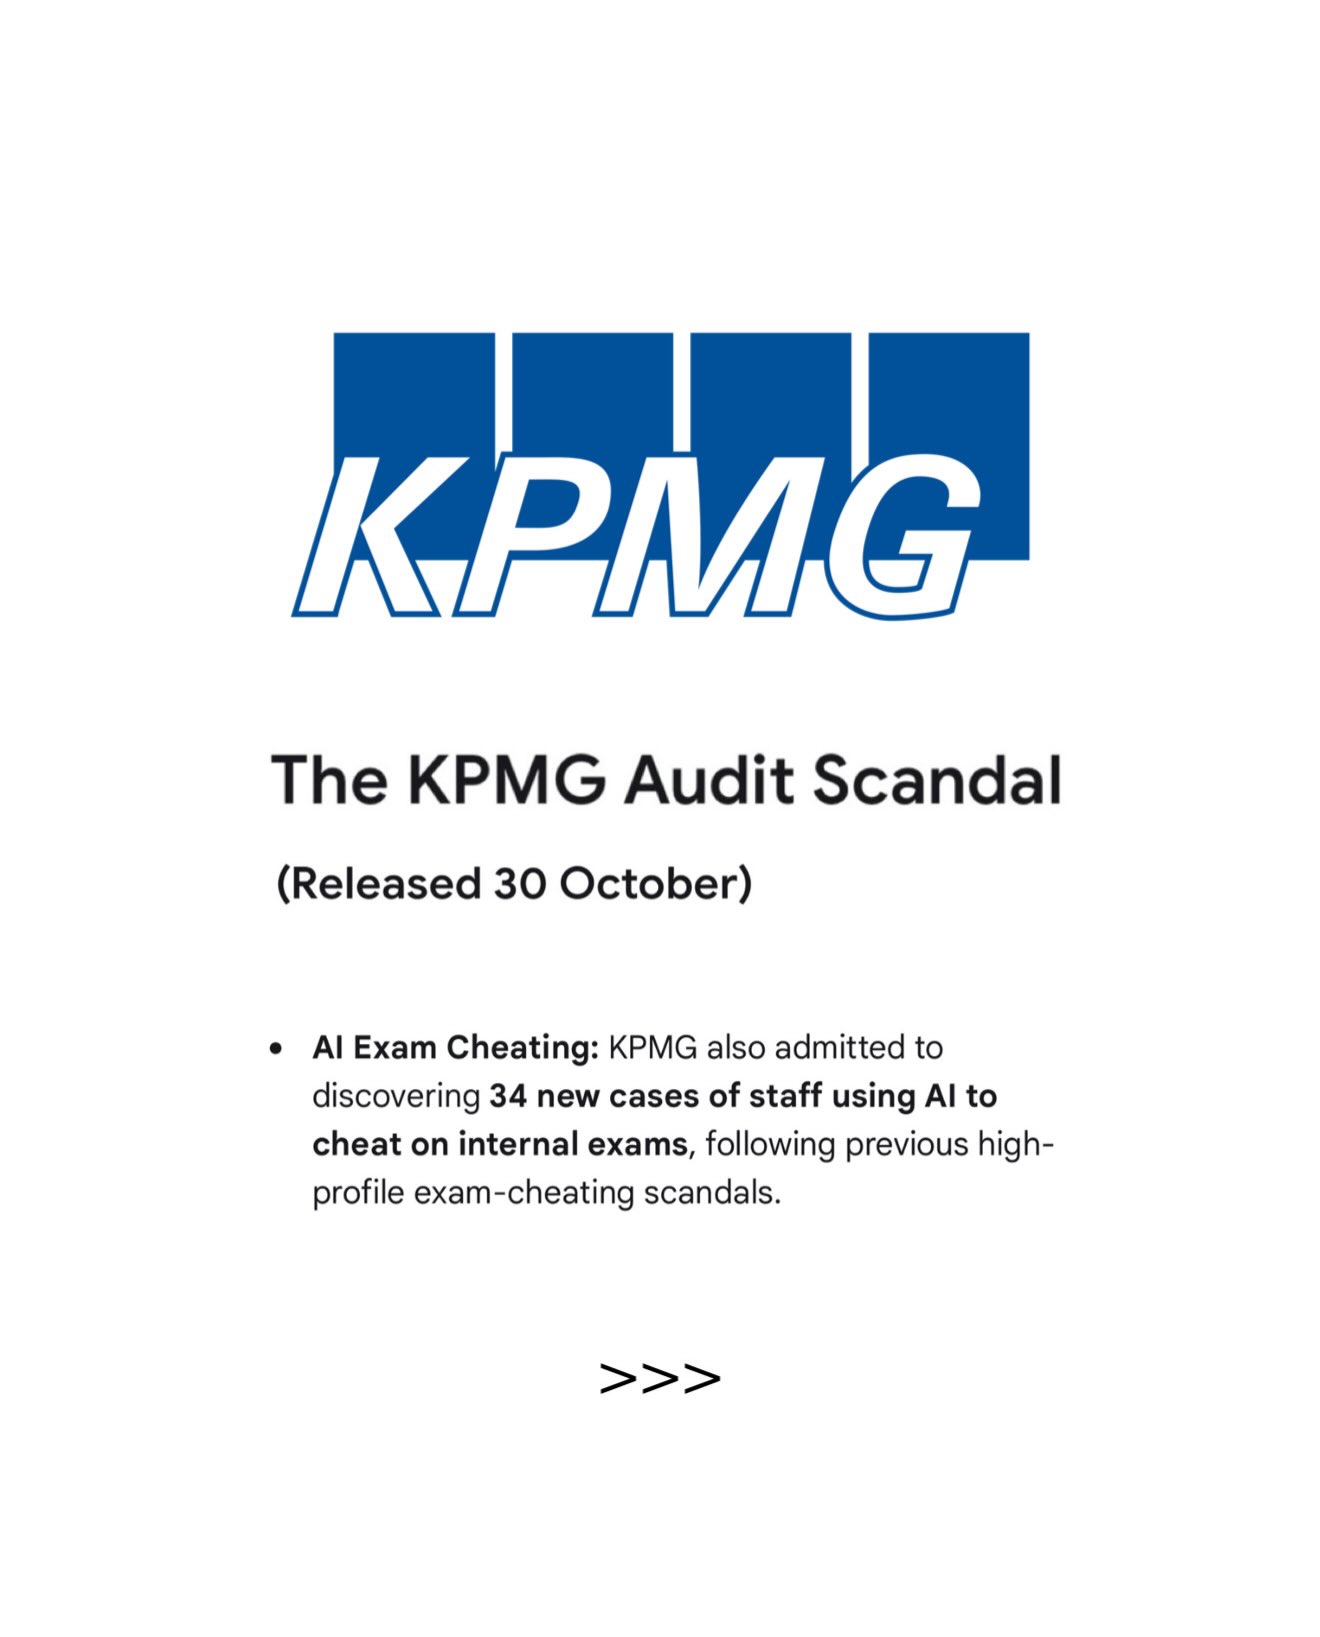 KPMG
The KPMG Audit Scandal
(Released 30 October)
• AI Exam Cheating: KPMG also admitted to
discovering 34 new cases of staff using AI to
cheat on internal exams, following previous high-
profile exam-cheating scandals.
>>>